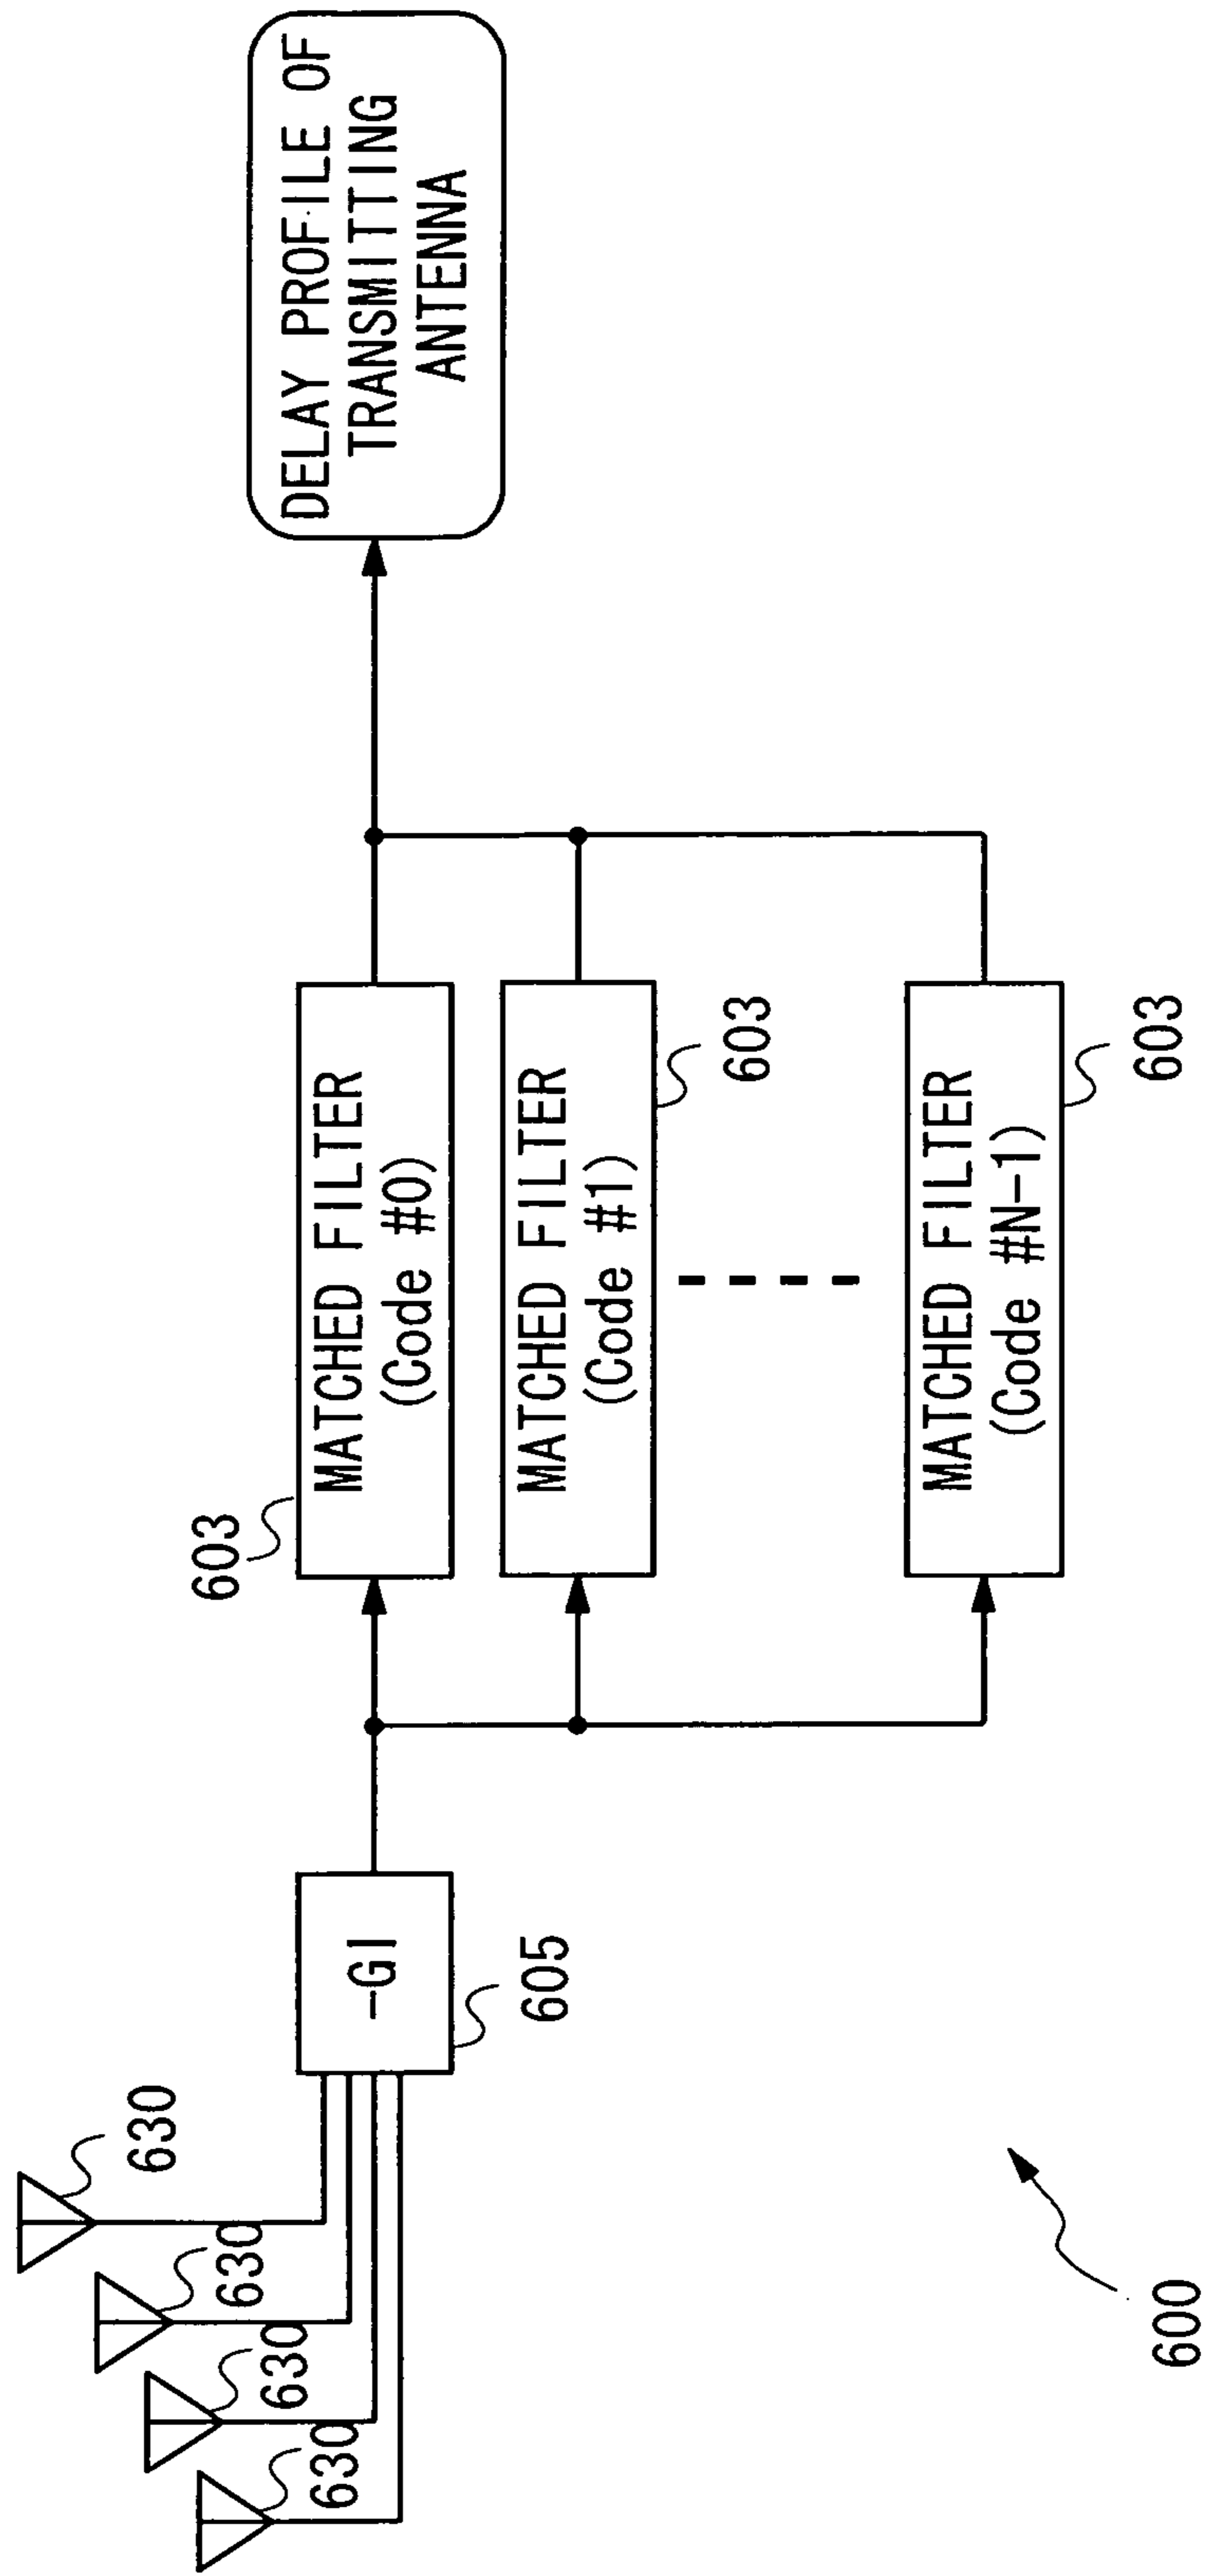 630
630
630
630
-GI
605
603
MATCHED FILTER
(Code #0)
MATCHED FILTER
(Code #1)
603
MATCHED FILTER
(Code #N-1)
603
DELAY PROFILE OF
TRANSMITTING
ANTENNA
600